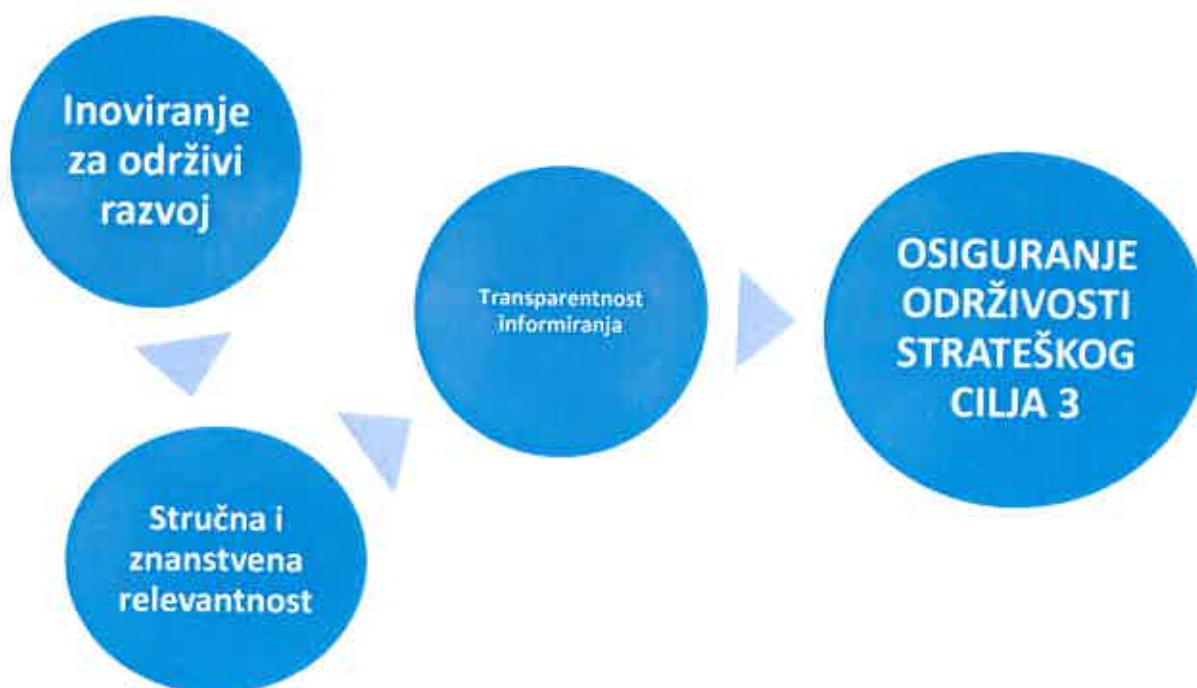 Inoviranje
za održivi
razvoj
Stručna i
znanstvena
relevantnost
Transparentnost
informiranja
OSIGURANJE
ODRŽIVOSTI
STRATEŠKOG
CILJA 3